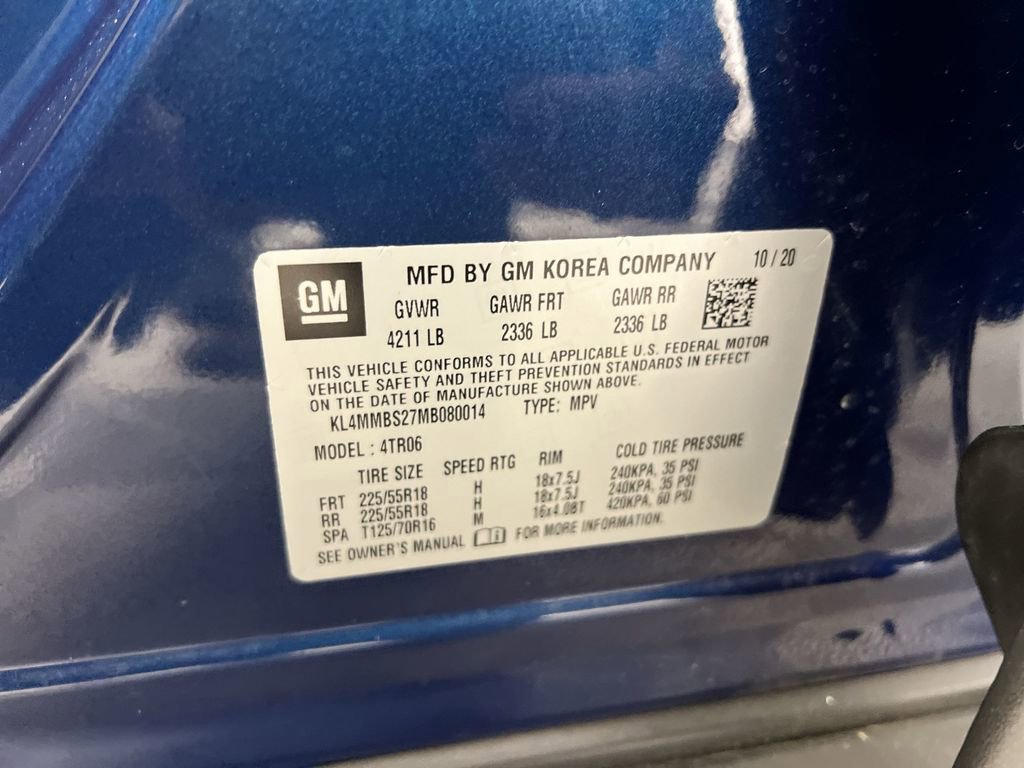 GM
MFD BY GM KOREA COMPANY 10 / 20
GVWR GAWR FRT GAWR RR
4211 LB 2336 LB 2336 LB
THIS VEHICLE CONFORMS TO ALL APPLICABLE U.S. FEDERAL MOTOR
VEHICLE SAFETY AND THEFT PREVENTION STANDARDS IN EFFECT
ON THE DATE OF MANUFACTURE SHOWN ABOVE.
KL4MMBS27MB080014 TYPE: MPV
MODEL : 4TR06
TIRE SIZE SPEED RTG RIM COLD TIRE PRESSURE
FRT 225/55R18 H 18x7.5J 240KPA, 35 PSI
RR 225/55R18 H 18x7.5J 240KPA, 35 PSI
SPA T125/70R16 M 16x4.0BT 420KPA, 60 PSI
SEE OWNER'S MANUAL FOR MORE INFORMATION.